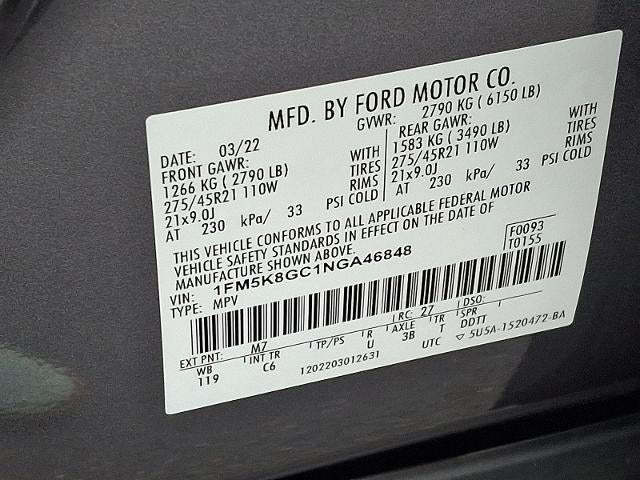 MFD. BY FORD MOTOR CO.
DATE: 03/22 GVWR: 2790 KG ( 6150 LB)
FRONT GAWR: REAR GAWR:
1266 KG ( 2790 LB) WITH 1583 KG ( 3490 LB) WITH
275/45R21 110W TIRES 275/45R21 110W TIRES
21x9.0J RIMS 21x9.0J RIMS
AT 230 kPa/ 33 PSI COLD AT 230 kPa/ 33 PSI COLD
THIS VEHICLE CONFORMS TO ALL APPLICABLE FEDERAL MOTOR
VEHICLE SAFETY STANDARDS IN EFFECT ON THE DATE OF
MANUFACTURE SHOWN ABOVE. F0093
VIN: 1FM5K8GC1NGA46848 T0155
TYPE: MPV
EXT PNT: M7 RC: 27 DSO:
WB INT TR TP/PS R AXLE TR SPR
119 C6 U 3B T DDTT
1202203012631 UTC 5U5A-1520472-BA